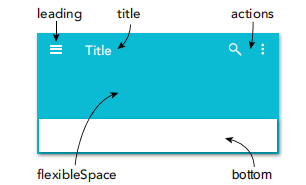 leading title actions
Title
flexibleSpace bottom